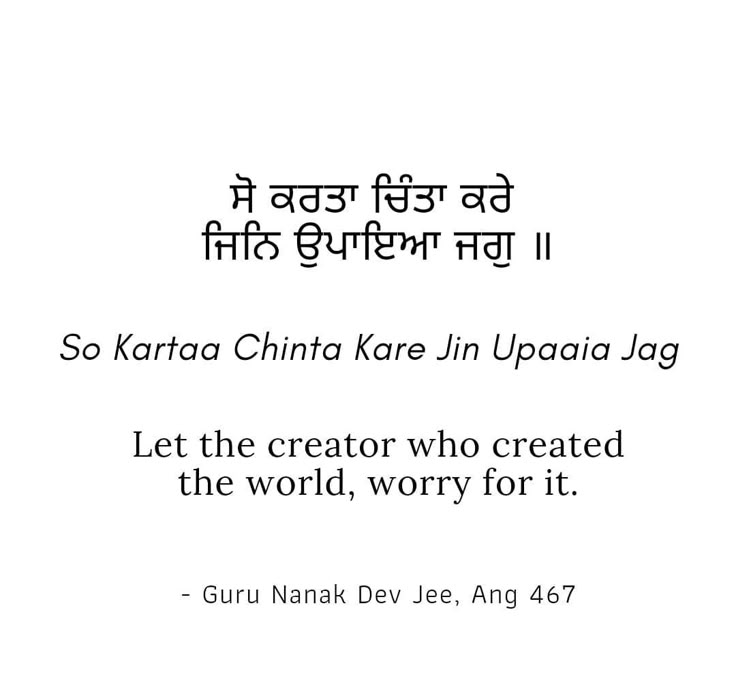 ਸੋ ਕਰਤਾ ਚਿੰਤਾ ਕਰੇ
ਜਿਨਿ ਉਪਾਇਆ ਜਗੁ ॥
So Kartaa Chinta Kare Jin Upaaia Jag
Let the creator who created
the world, worry for it.
- Guru Nanak Dev Jee, Ang 467